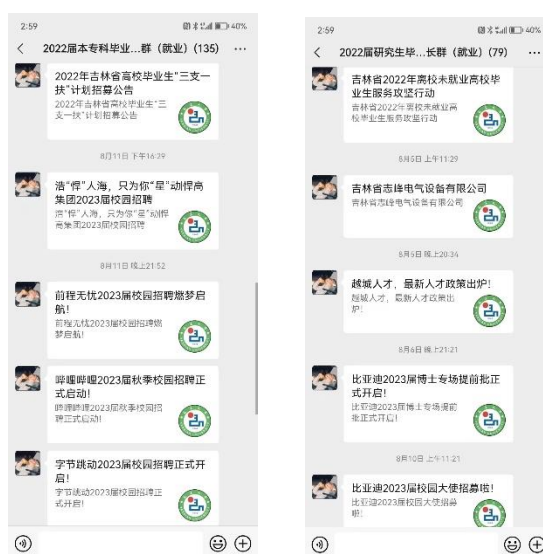 2:59
40%
2022届本专科毕业...群（就业）(135)
2022年吉林省高校毕业生“三支一
扶”计划招募公告
2022年吉林省高校毕业生“三
支一扶”计划招募公告
8月11日 下午16:29
浩“悍”人海，只为你“星”动悍高
集团2023届校园招聘
浩“悍”人海，只为你“星”动悍
高集团2023届校园招聘
8月11日 晚上21:52
前程无忧2023届校园招聘燃梦启
航!
前程无忧2023届校园招聘燃
梦启航!
哔哩哔哩2023届秋季校园招聘正
式启动!
哔哩哔哩2023届秋季校园招
聘正式启动!
字节跳动2023届校园招聘正式开
启!
字节跳动2023届校园招聘正
式开启!
2:59
40%
2022届研究生毕...长群（就业）(79)
吉林省2022年离校未就业高校毕
业生服务攻坚行动
吉林省2022年离校未就业高
校毕业生服务攻坚行动
8月5日 上午11:29
吉林省志峰电气设备有限公司
吉林省志峰电气设备有限公司
8月5日 晚上20:34
越城人才，最新人才政策出炉!
越城人才，最新人才政策出
炉!
8月6日 晚上21:21
比亚迪2023届博士专场提前批正
式开启!
比亚迪2023届博士专场提前
批正式开启!
8月10日 上午11:21
比亚迪2023届校园大使招募啦!
比亚迪2023届校园大使招募
啦!